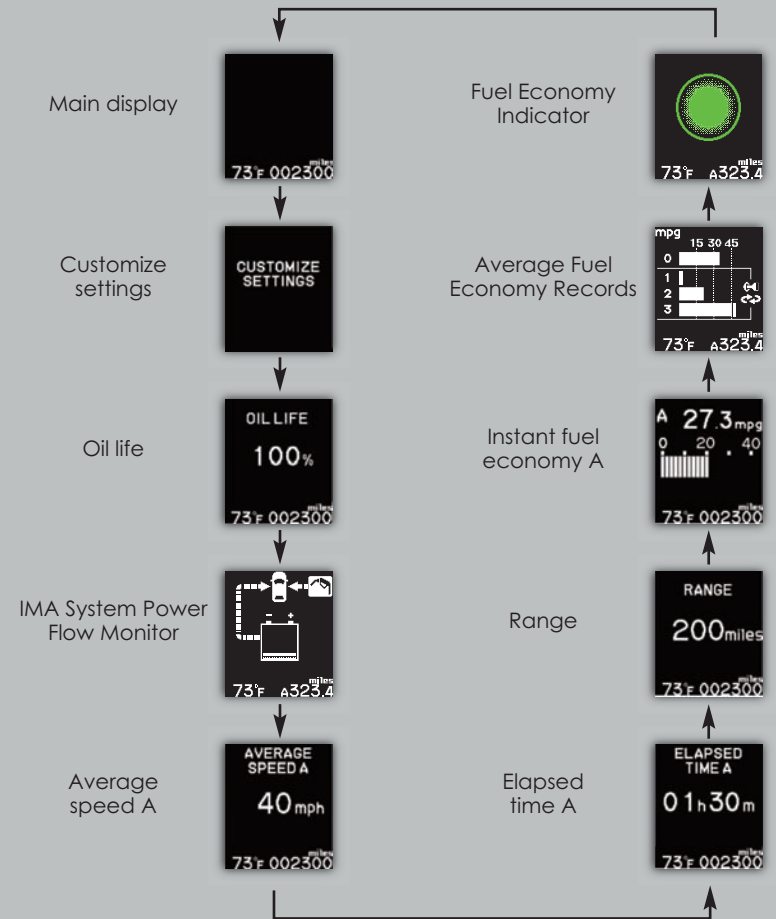 Main display
miles
73°F 002300
Customize
settings
CUSTOMIZE
SETTINGS
Oil life
OIL LIFE
100%
miles
73°F 002300
IMA System Power
Flow Monitor
- +
miles
73°F A323.4
Average
speed A
AVERAGE
SPEED A
40 mph
miles
73°F 002300
Elapsed
time A
ELAPSED
TIME A
01h30m
miles
73°F 002300
Range
RANGE
200miles
miles
73°F 002300
Instant fuel
economy A
A 27.3mpg
0 20 40
miles
73°F 002300
Average Fuel
Economy Records
mpg
15 30 45
0
1
2
3
miles
73°F A323.4
Fuel Economy
Indicator
miles
73°F A323.4